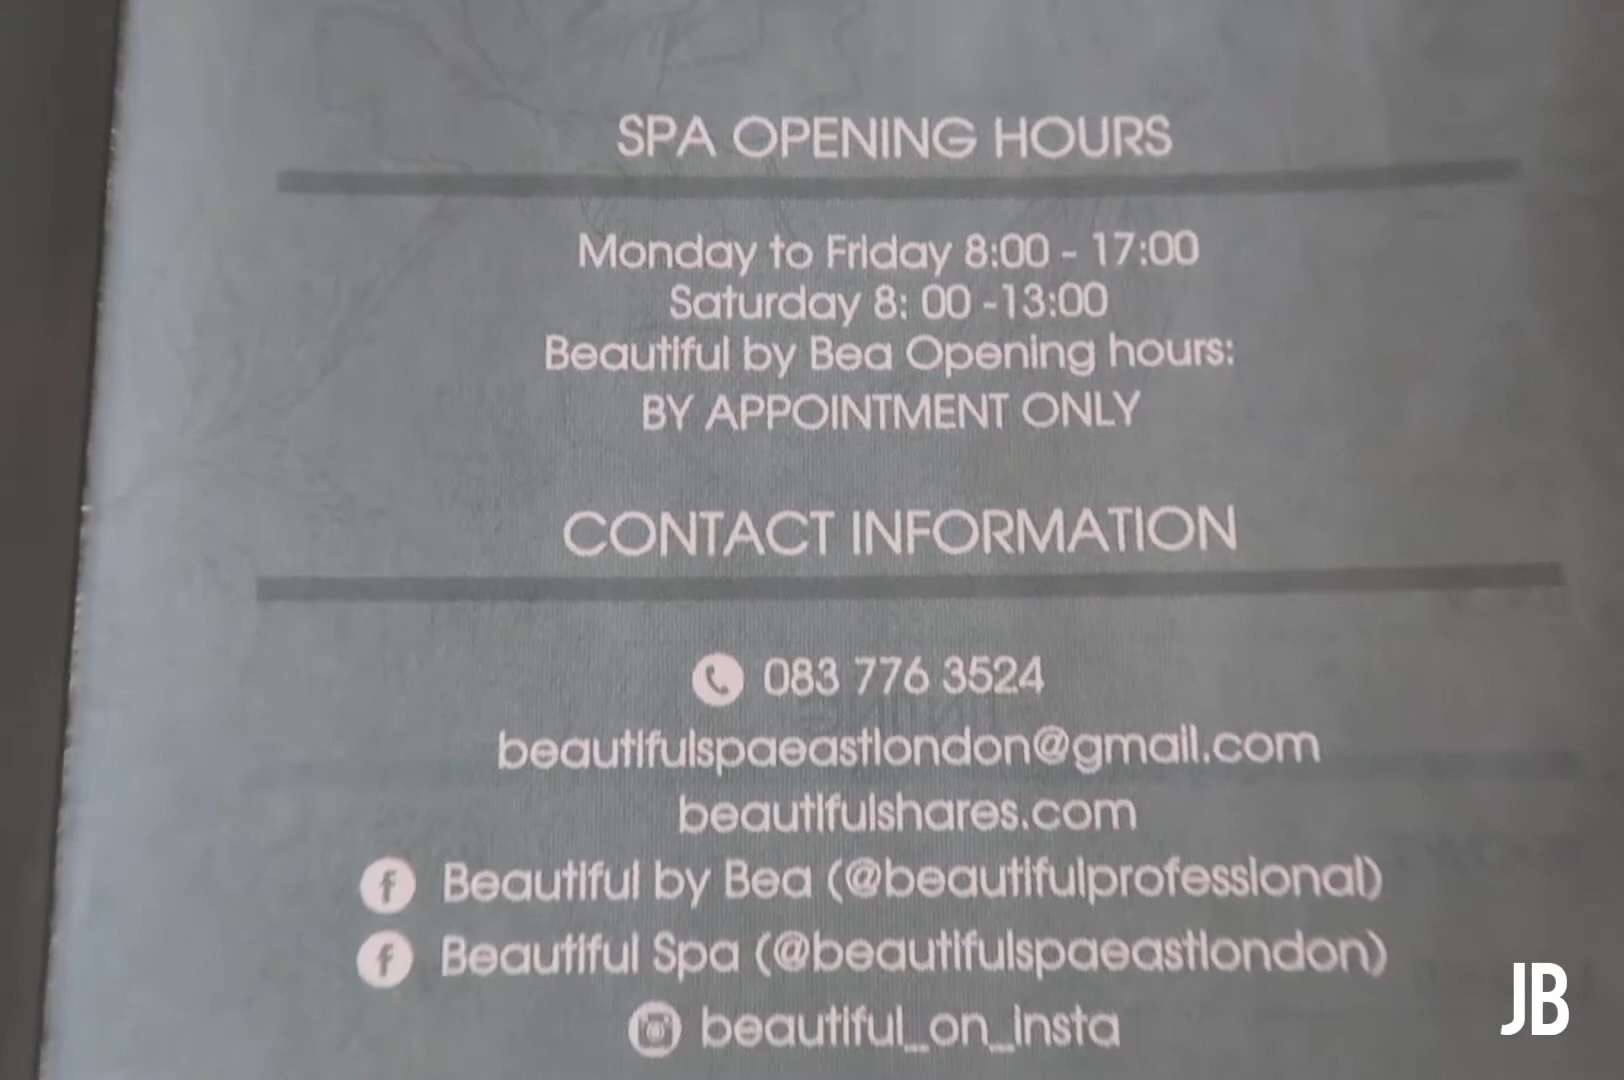 SPA OPENING HOURS
Monday to Friday 8:00 - 17:00
Saturday 8: 00 -13:00
Beautiful by Bea Opening hours:
BY APPOINTMENT ONLY
CONTACT INFORMATION
083 776 3524
beautifulspaeastlondon@gmail.com
beautifulshares.com
Beautiful by Bea (@beautifulprofessional)
Beautiful Spa (@beautifulspaeastlondon)
beautiful_on_insta
JB